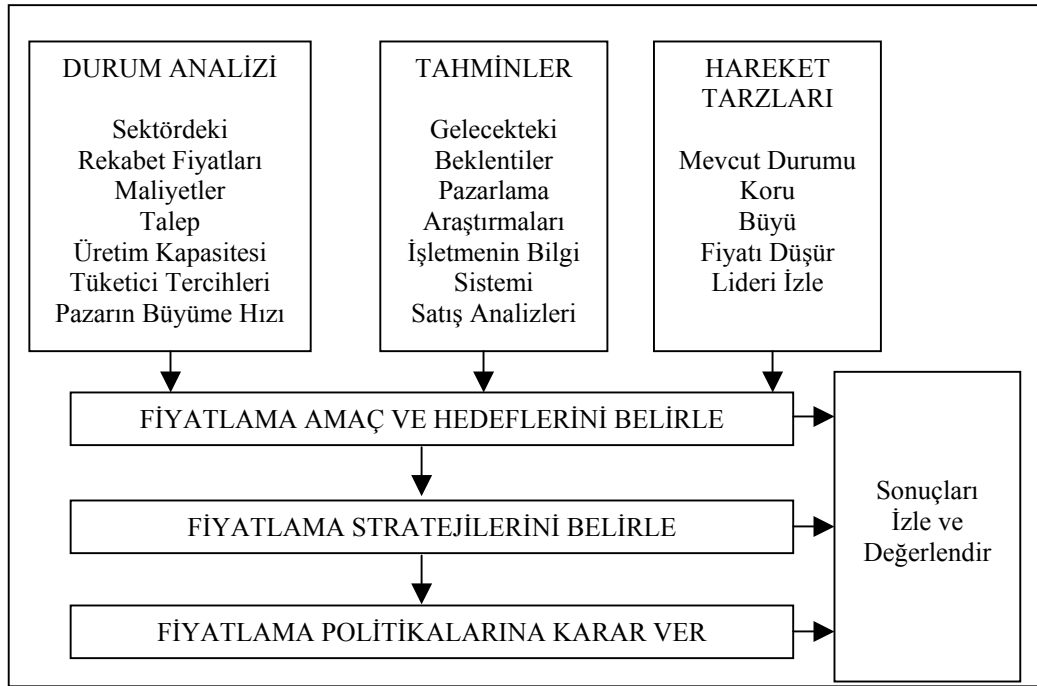 DURUM ANALİZİ
Sektördeki
Rekabet Fiyatları
Maliyetler
Talep
Üretim Kapasitesi
Tüketici Tercihleri
Pazarın Büyüme Hızı
TAHMİNLER
Gelecekteki
Beklentiler
Pazarlama
Araştırmaları
İşletmenin Bilgi
Sistemi
Satış Analizleri
HAREKET
TARZLARI
Mevcut Durumu
Koru
Büyü
Fiyatı Düşür
Lideri İzle
FİYATLAMA AMAÇ VE HEDEFLERİNİ BELİRLE
FİYATLAMA STRATEJİLERİNİ BELİRLE
FİYATLAMA POLİTİKALARINA KARAR VER
Sonuçları
İzle ve
Değerlendir